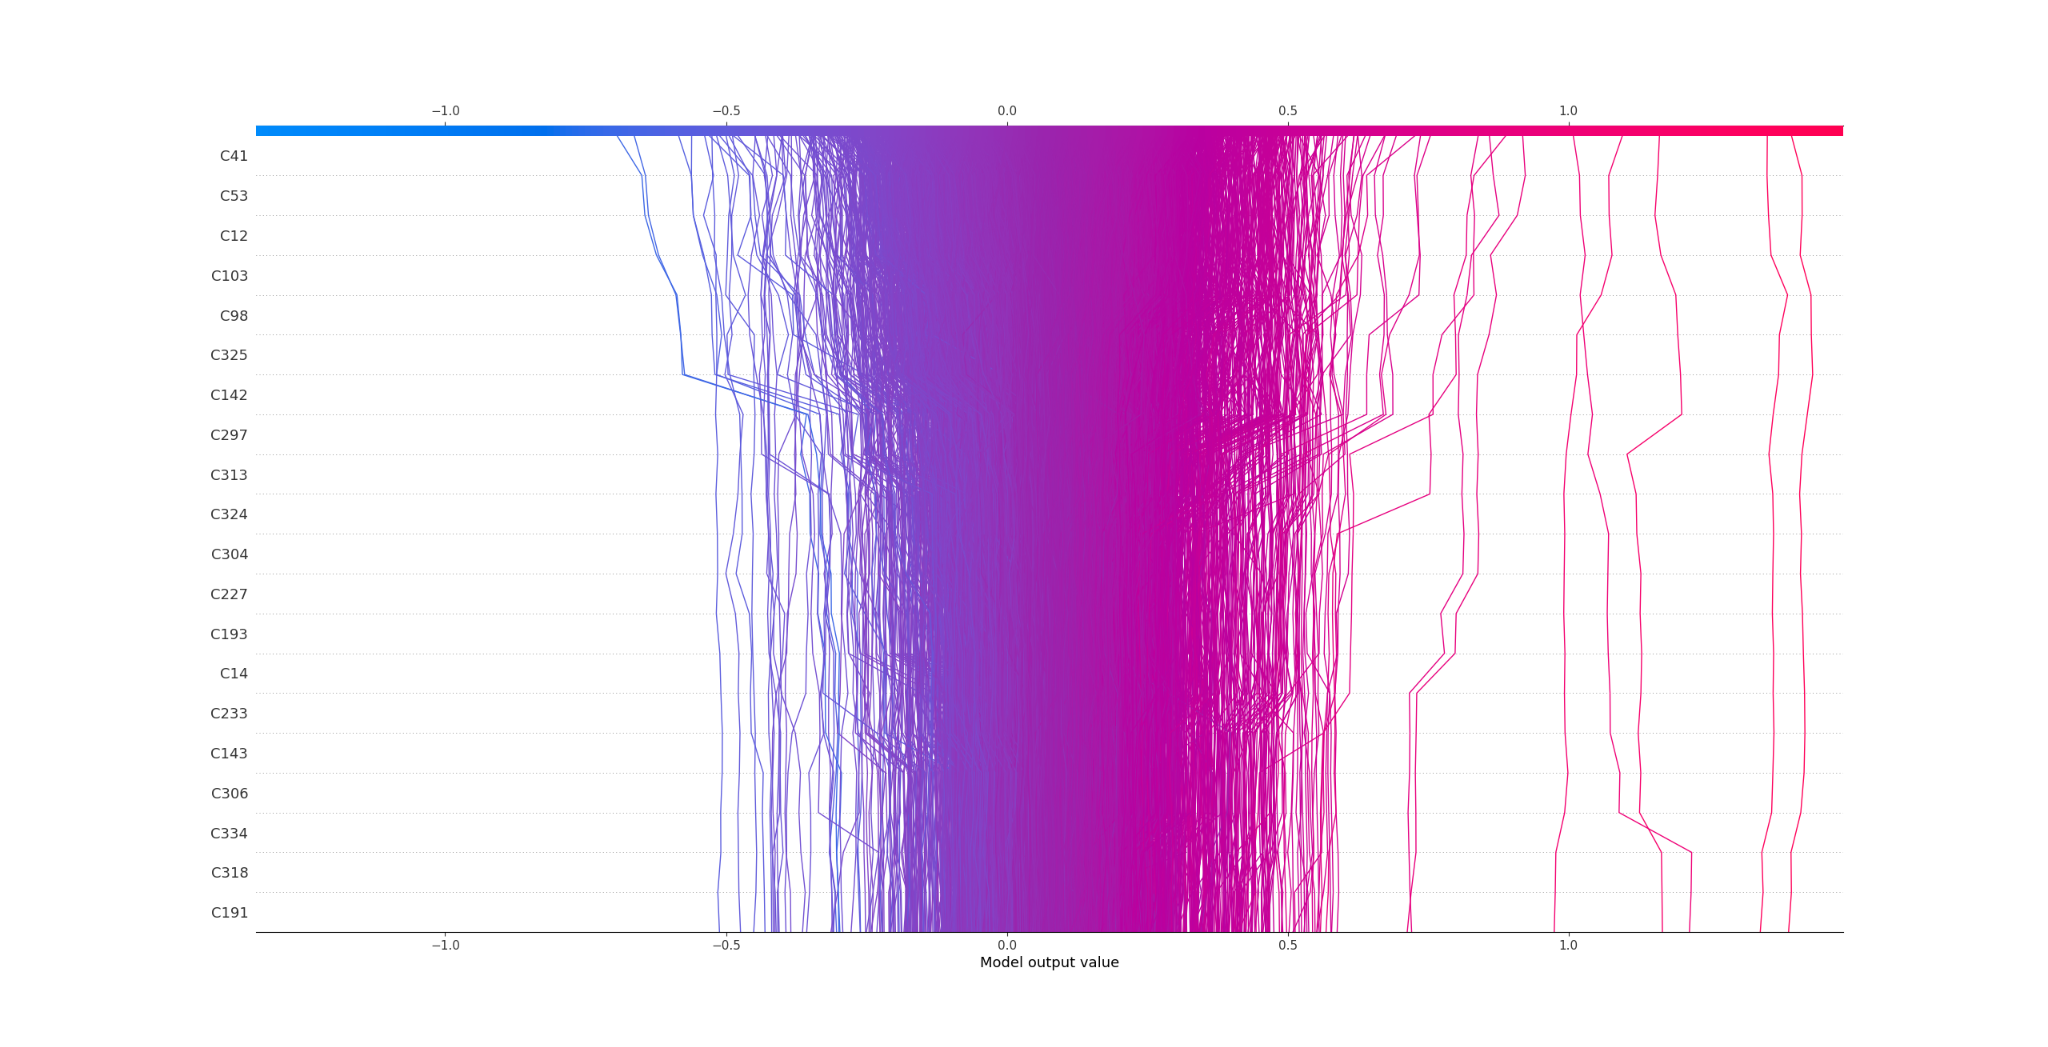 −1.0 −0.5 0.0 0.5 1.0
C41
C53
C12
C103
C98
C325
C142
C297
C313
C324
C304
C227
C193
C14
C233
C143
C306
C334
C318
C191
−1.0 −0.5 0.0 0.5 1.0
Model output value